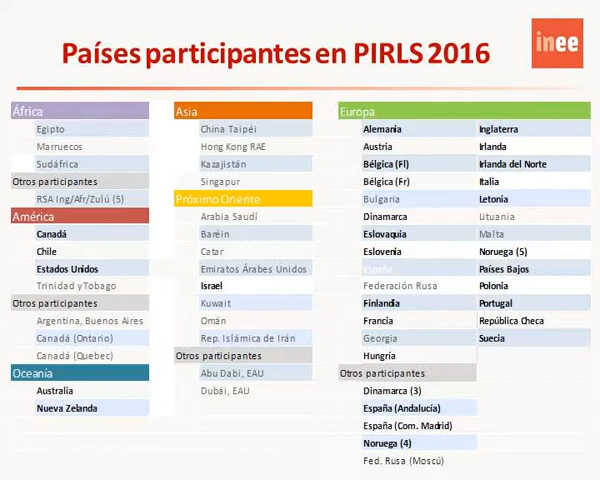 Países participantes en PIRLS 2016
inee
África
Egipto
Marruecos
Sudáfrica
Otros participantes
RSA Ing/Afr/Zulú (5)
América
Canadá
Chile
Estados Unidos
Trinidad y Tobago
Otros participantes
Argentina, Buenos Aires
Canadá (Ontario)
Canadá (Quebec)
Oceanía
Australia
Nueva Zelanda
Asia
China Taipéi
Hong Kong RAE
Kazajistán
Singapur
Próximo Oriente
Arabia Saudí
Baréin
Catar
Emiratos Árabes Unidos
Israel
Kuwait
Omán
Rep. Islámica de Irán
Otros participantes
Abu Dabi, EAU
Dubái, EAU
Europa
Alemania
Austria
Bélgica (Fl)
Bélgica (Fr)
Bulgaria
Dinamarca
Eslovaquia
Eslovenia
España
Federación Rusa
Finlandia
Francia
Georgia
Hungría
Otros participantes
Dinamarca (3)
España (Andalucía)
España (Com. Madrid)
Noruega (4)
Fed. Rusa (Moscú)
Inglaterra
Irlanda
Irlanda del Norte
Italia
Letonia
Lituania
Malta
Noruega (5)
Países Bajos
Polonia
Portugal
República Checa
Suecia